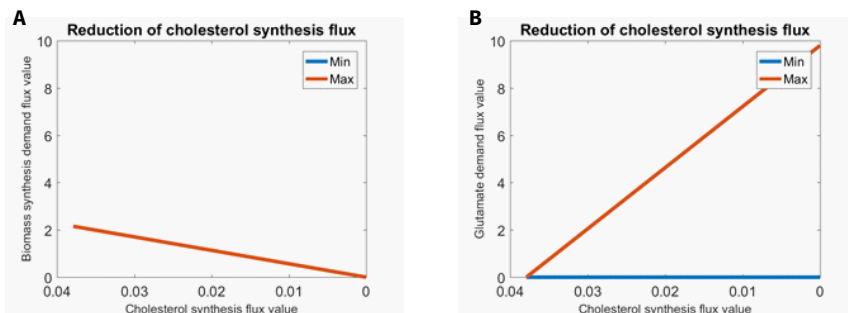 A
Reduction of cholesterol synthesis flux
Biomass synthesis demand flux value
10
8
6
4
2
0
Min
Max
0.04 0.03 0.02 0.01 0
Cholesterol synthesis flux value
B
Reduction of cholesterol synthesis flux
Glutamate demand flux value
10
8
6
4
2
0
Min
Max
0.04 0.03 0.02 0.01 0
Cholesterol synthesis flux value